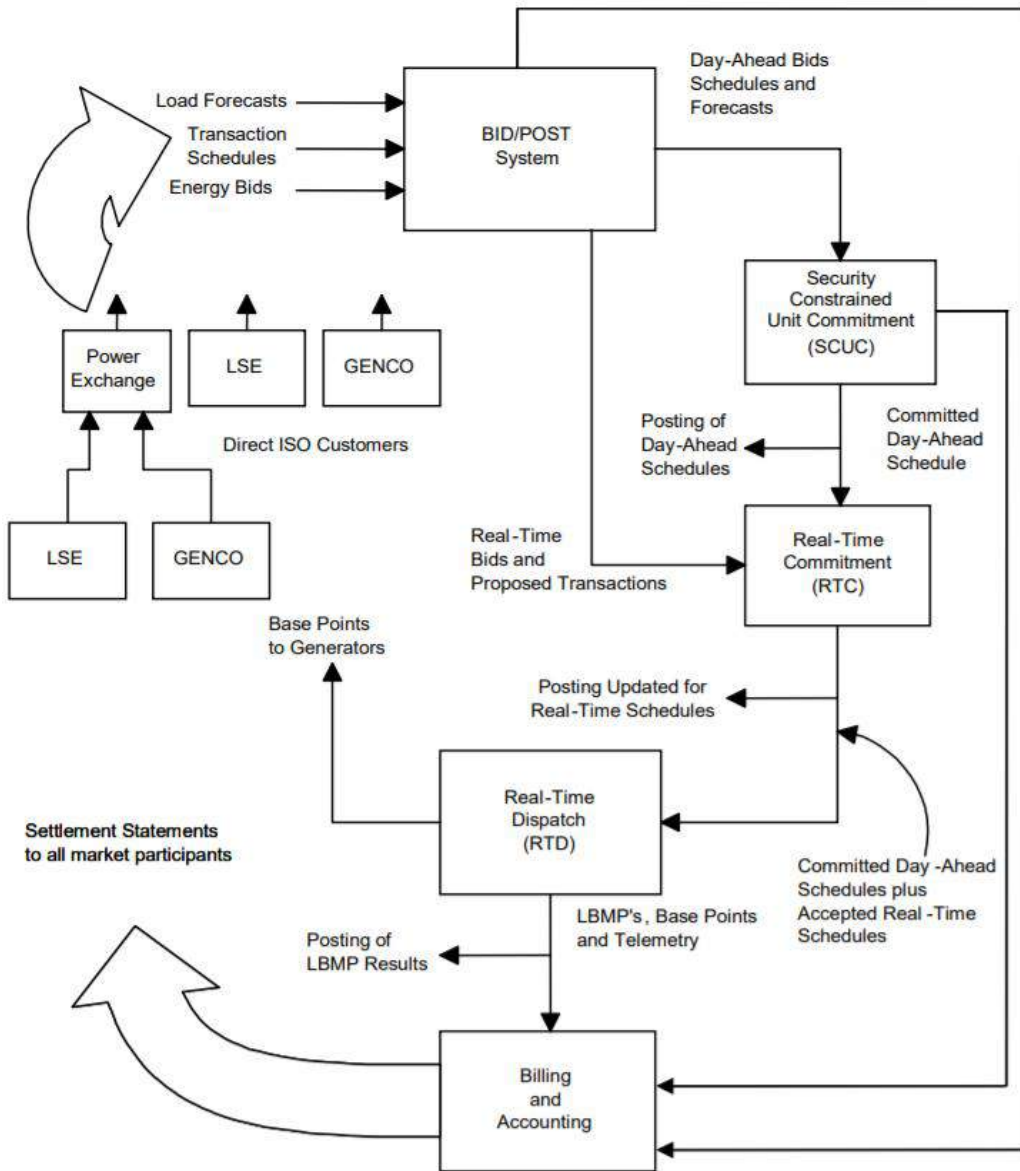 Day-Ahead Bids
Schedules and
Forecasts
Load Forecasts
Transaction
Schedules
Energy Bids
BID/POST
System
Security
Constrained
Unit Commitment
(SCUC)
Power
Exchange
LSE
GENCO
Direct ISO Customers
Posting of
Day-Ahead
Schedules
Committed
Day-Ahead
Schedule
LSE
GENCO
Real-Time
Bids and
Proposed Transactions
Real-Time
Commitment
(RTC)
Base Points
to Generators
Posting Updated for
Real-Time Schedules
Real-Time
Dispatch
(RTD)
Settlement Statements
to all market participants
Committed Day -Ahead
Schedules plus
Accepted Real -Time
Schedules
LBMP's, Base Points
and Telemetry
Posting of
LBMP Results
Billing
and
Accounting